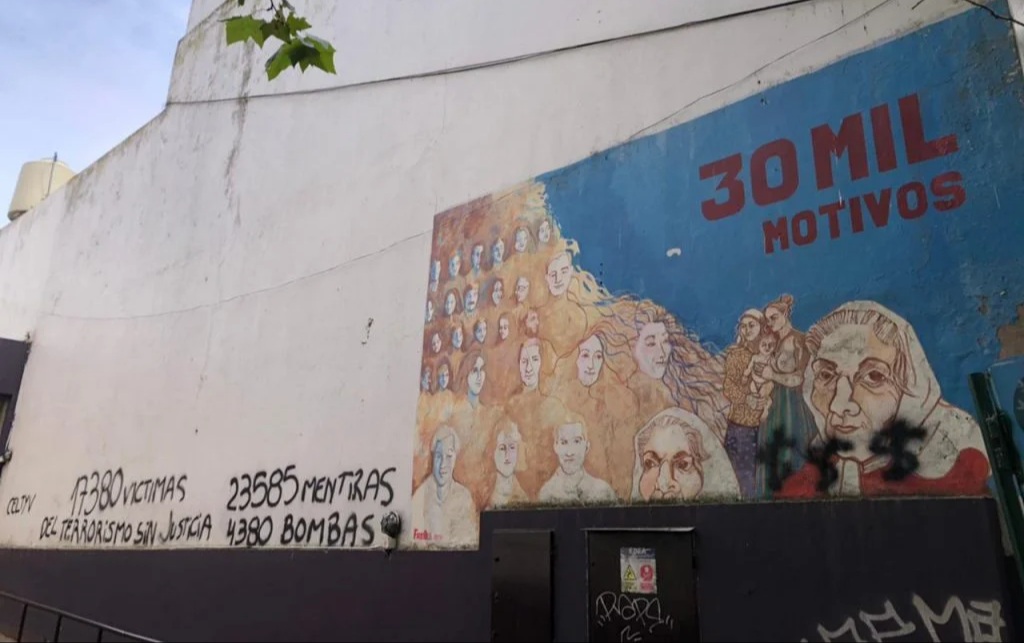 30 MIL
MOTIVOS
CELTYV
17380 VICTIMAS
DEL TERRORISMO SIN JUSTICIA
23585 MENTIRAS
4380 BOMBAS